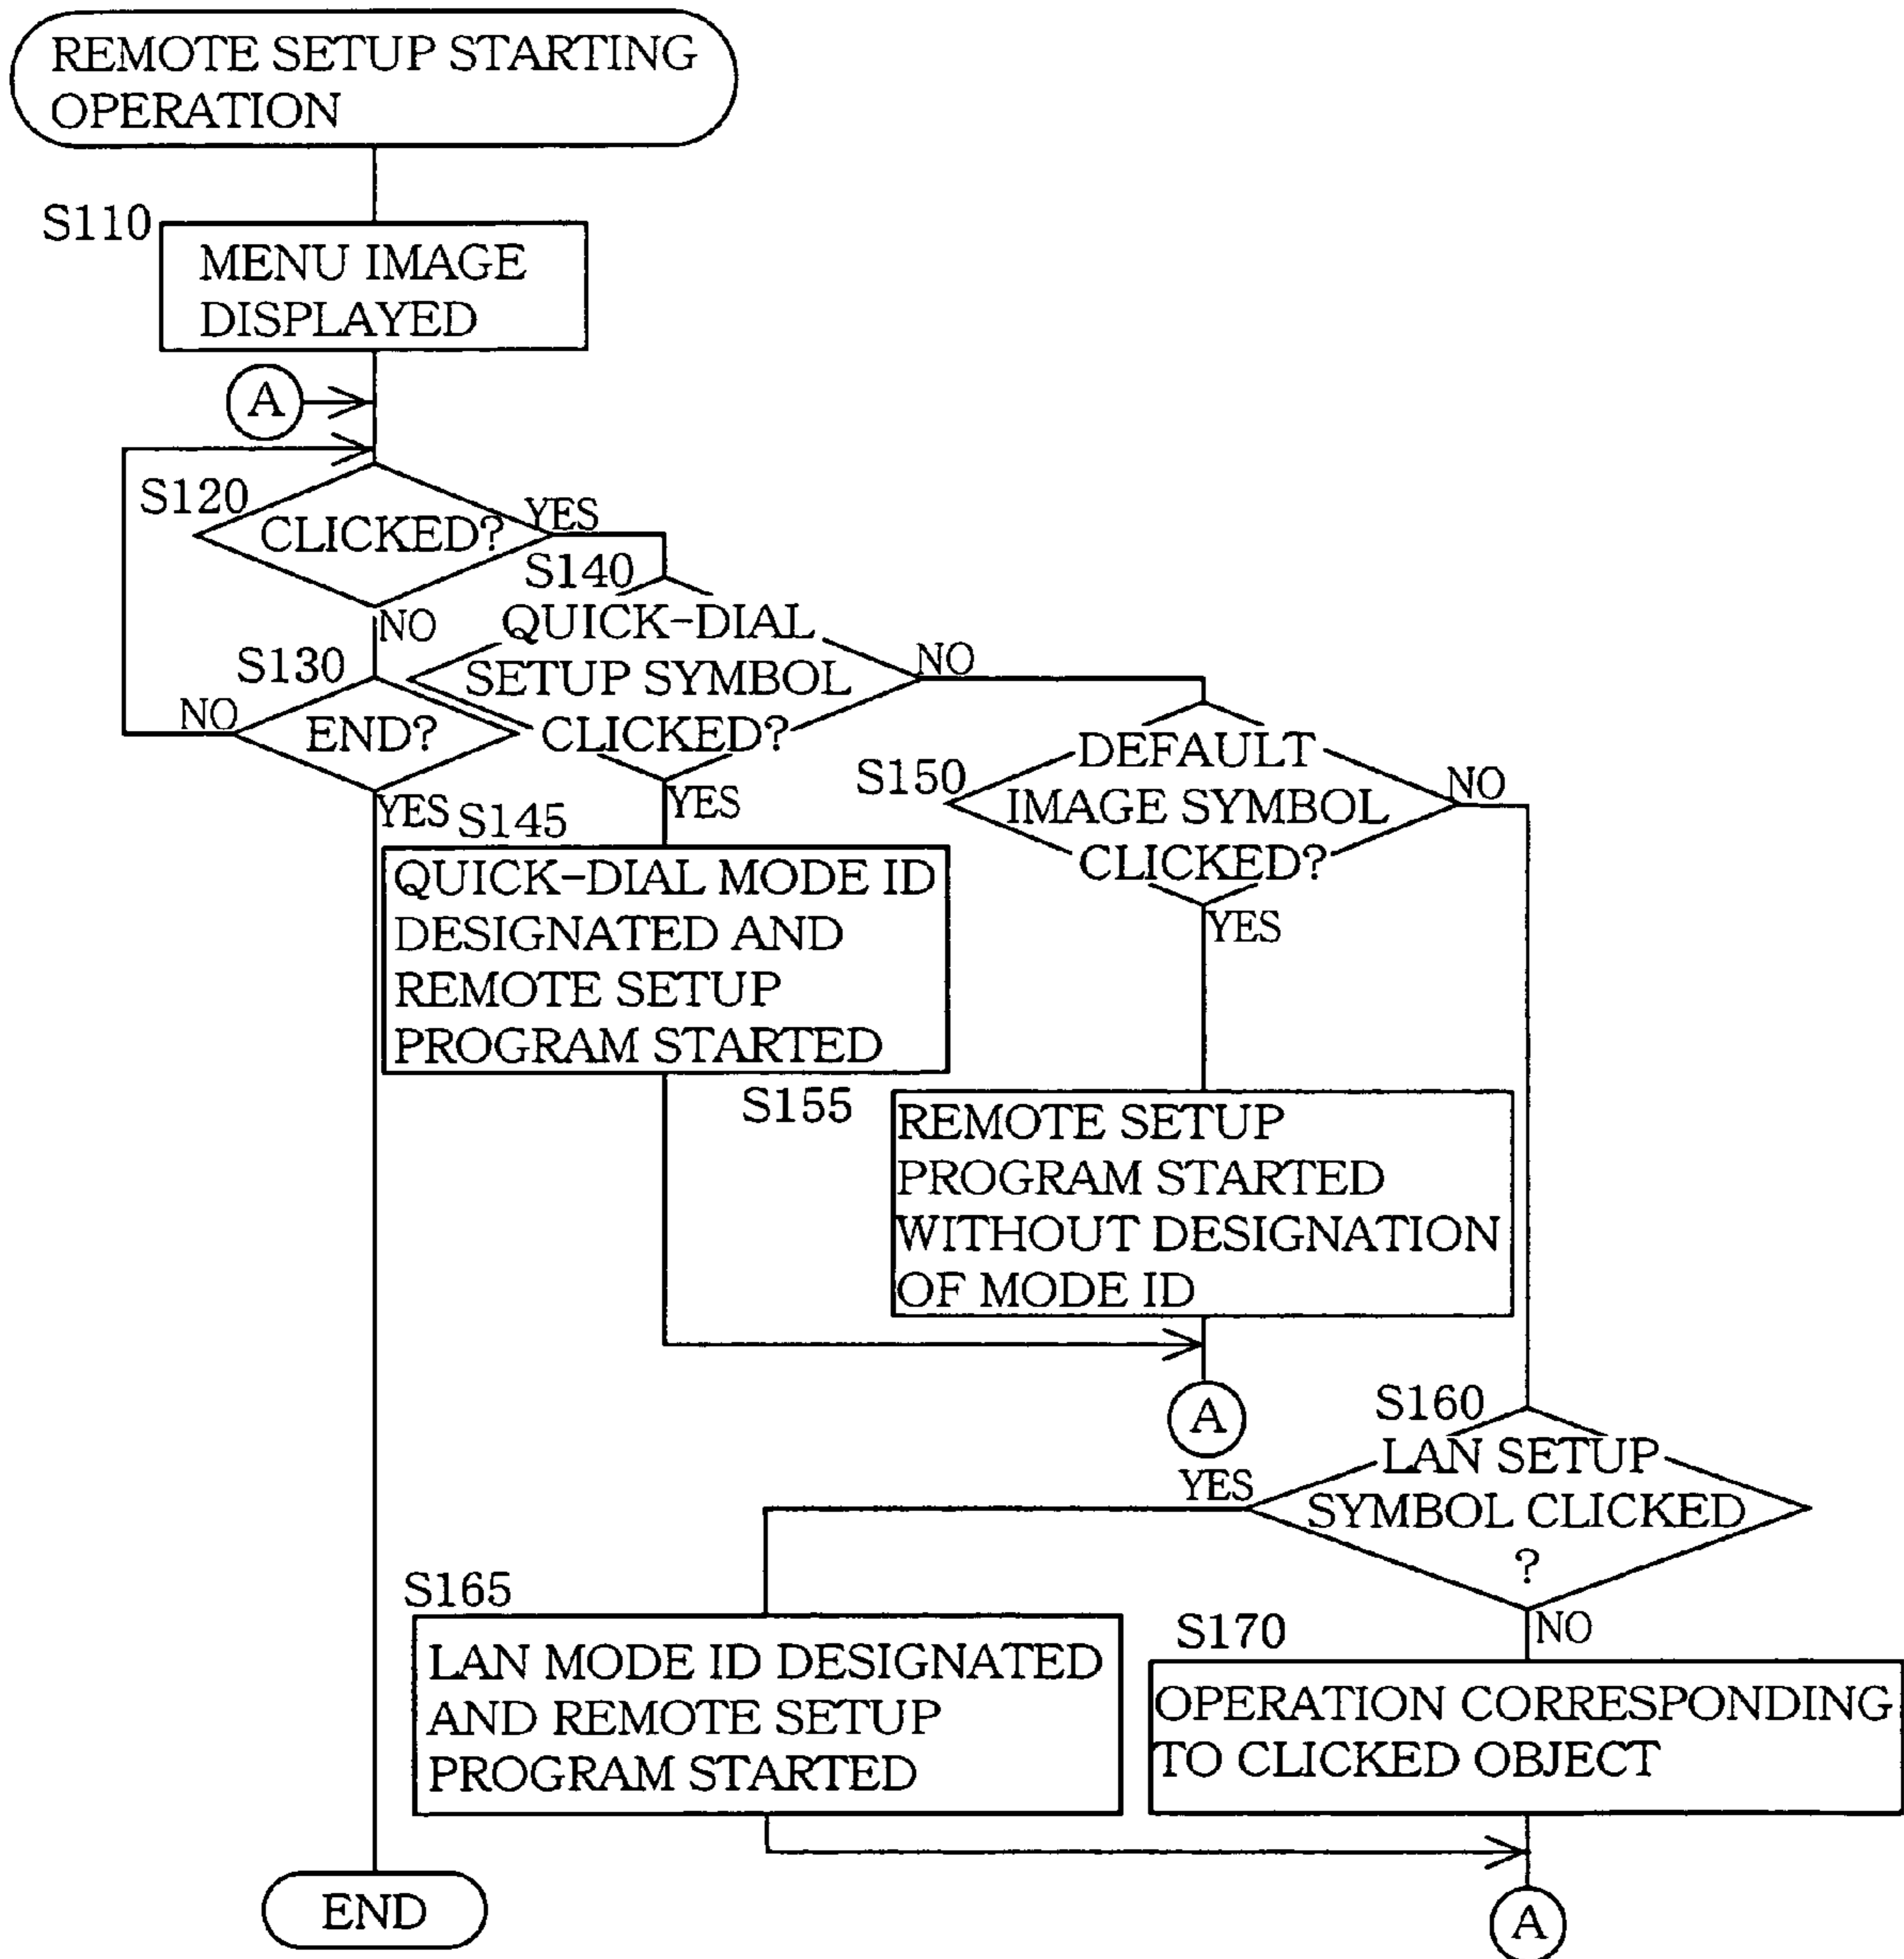 REMOTE SETUP STARTING
OPERATION
S110
MENU IMAGE
DISPLAYED
A
S120
CLICKED?
YES
NO
S130
END?
NO
YES
S140
QUICK-DIAL
SETUP SYMBOL
CLICKED?
NO
YES
S145
QUICK-DIAL MODE ID
DESIGNATED AND
REMOTE SETUP
PROGRAM STARTED
S150
DEFAULT
IMAGE SYMBOL
CLICKED?
NO
YES
S155
REMOTE SETUP
PROGRAM STARTED
WITHOUT DESIGNATION
OF MODE ID
A
S160
LAN SETUP
SYMBOL CLICKED
?
YES
NO
S165
LAN MODE ID DESIGNATED
AND REMOTE SETUP
PROGRAM STARTED
S170
OPERATION CORRESPONDING
TO CLICKED OBJECT
A
END